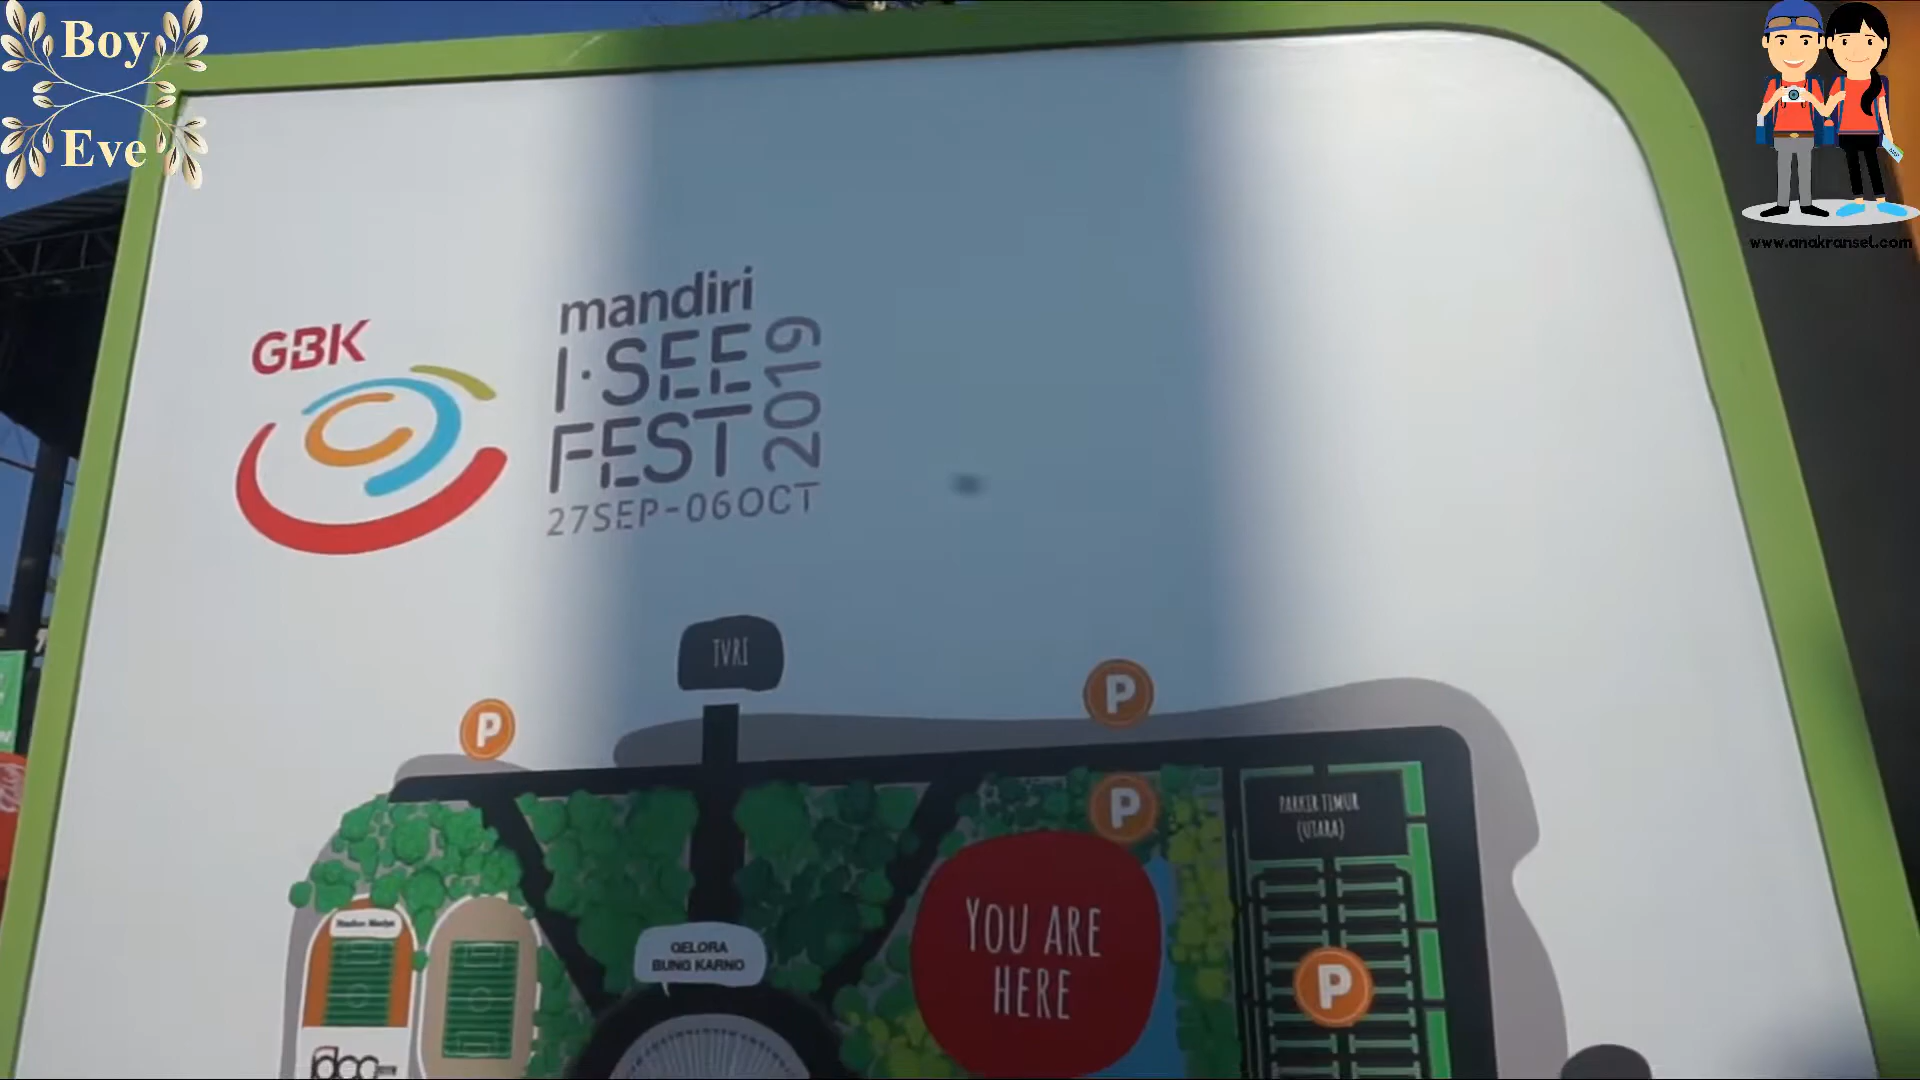 Boy
Eve
www.anakransel.com
GBK
mandiri
I·SEE
FEST
2019
27SEP-06OCT
TVRI
P
P
P
PARKIR TIMUR
(UTARA)
YOU ARE
HERE
GELORA
BUNG KARNO
P